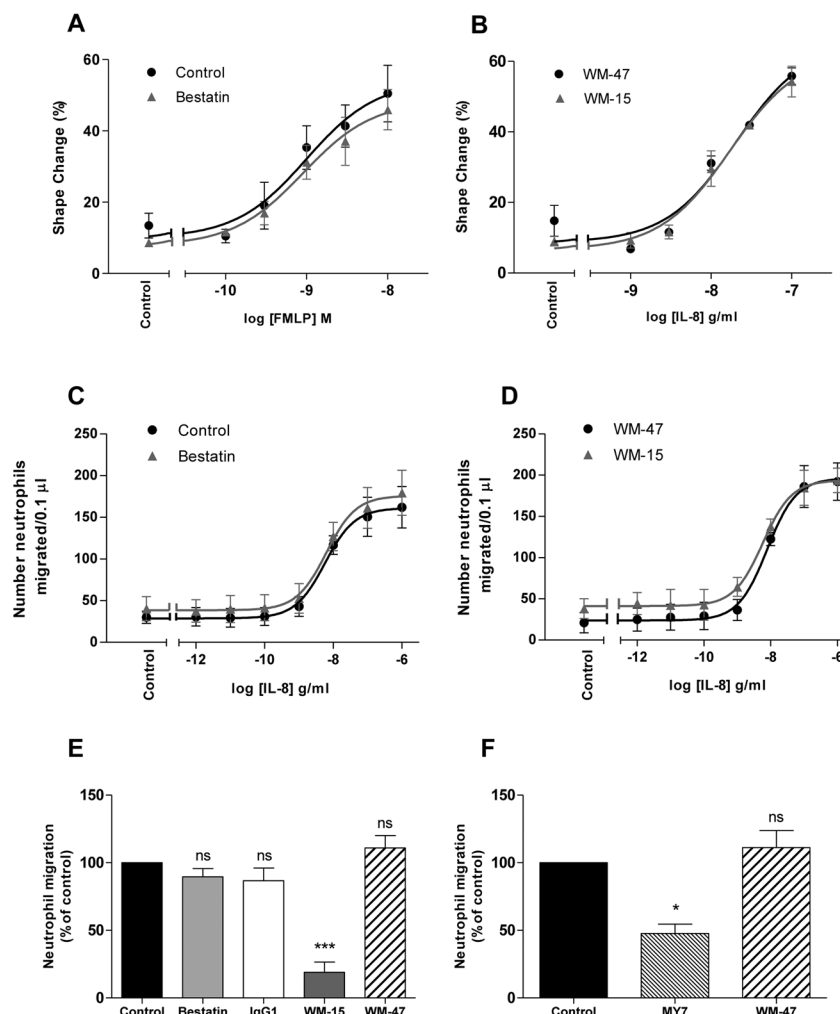 A
Control
Bestatin
Shape Change (%)
60
40
20
0
Control
-10
-9
-8
log [FMLP] M
B
WM-47
WM-15
Shape Change (%)
60
40
20
0
Control
-9
-8
-7
log [IL-8] g/ml
C
Control
Bestatin
Number neutrophils
migrated/0.1 µl
250
200
150
100
50
0
Control
-12
-10
-8
-6
log [IL-8] g/ml
D
WM-47
WM-15
Number neutrophils
migrated/0.1 µl
250
200
150
100
50
0
Control
-12
-10
-8
-6
log [IL-8] g/ml
E
Neutrophil migration
(% of control)
150
100
50
0
ns
ns
***
ns
Control
Bestatin
IgG1
WM-15
WM-47
F
Neutrophil migration
(% of control)
150
100
50
0
*
ns
Control
MY7
WM-47